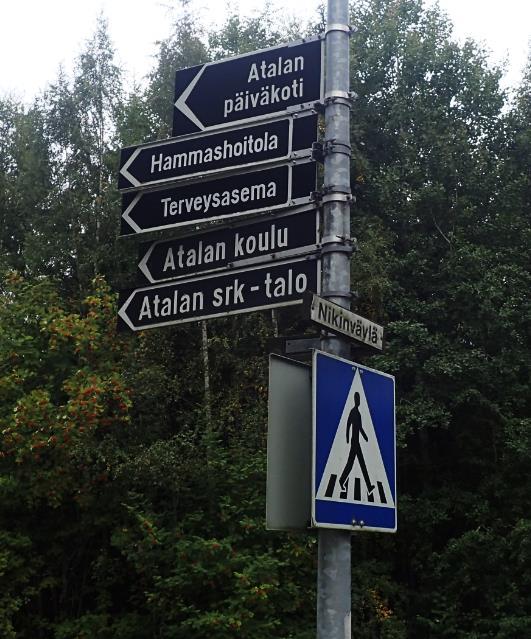 Atalan
päiväkoti
Hammashoitola
Terveysasema
Atalan koulu
Atalan srk-talo
Nikinväylä